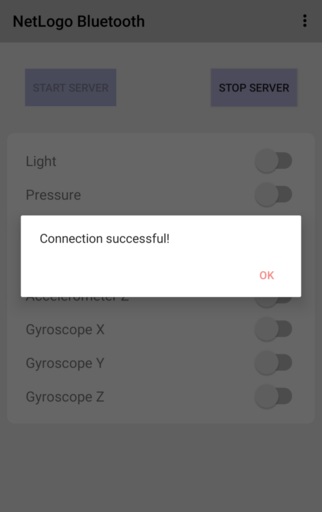 NetLogo Bluetooth
START SERVER
STOP SERVER
Light
Pressure
Connection successful!
OK
Accelerometer Z
Gyroscope X
Gyroscope Y
Gyroscope Z